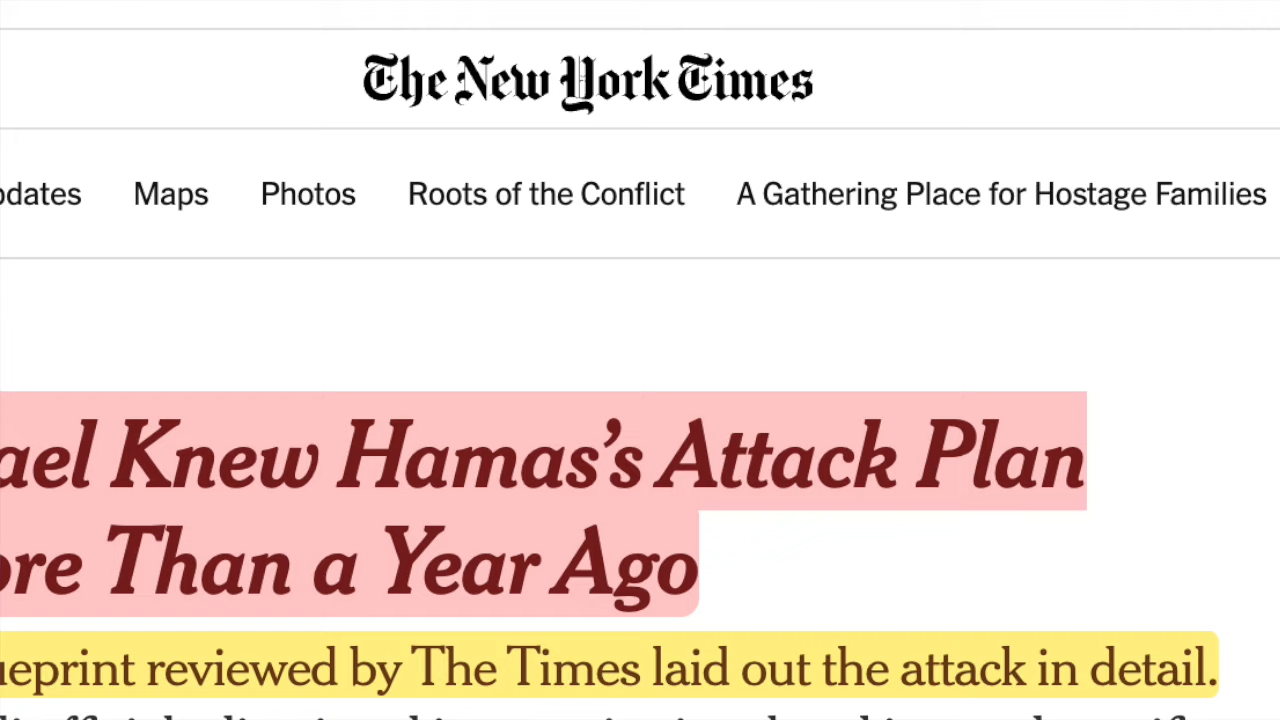 The New York Times
pdates Maps Photos Roots of the Conflict A Gathering Place for Hostage Families
ael Knew Hamas’s Attack Plan
ore Than a Year Ago
ueprint reviewed by The Times laid out the attack in detail.